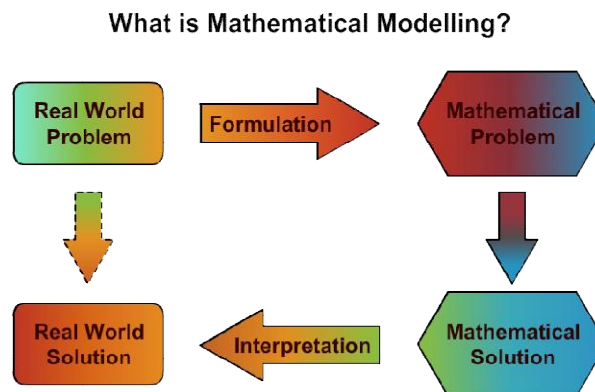 What is Mathematical Modelling?
Real World
Problem
Formulation
Mathematical
Problem
Real World
Solution
Interpretation
Mathematical
Solution